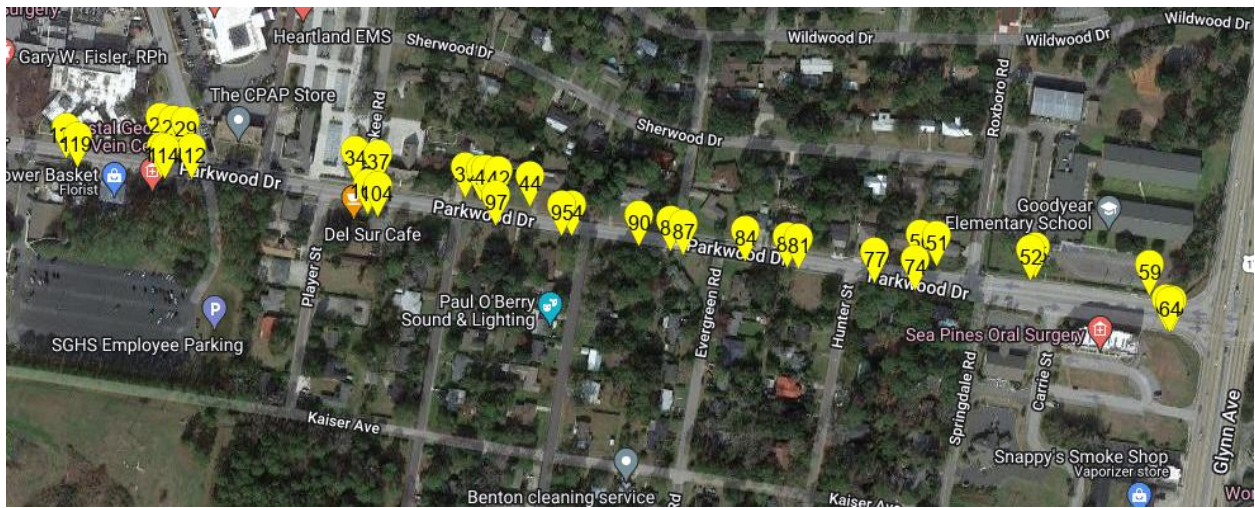 Wildwood Dr
Wildwood Dr
Heartland EMS
Sherwood Dr
Gary W. Fisler, RPh
Roxboro Rd
The CPAP Store
Sherwood Dr
22
29
119
Vein
114
112
34
37
Parkwood Dr
Florist
104
42
44
97
Goodyear
Elementary School
Parkwood Dr
90
87
84
81
51
Del Sur Cafe
Parkwood Dr
77
74
52
59
64
Parkwood Dr
Player St
Paul O'Berry
Sound & Lighting
Evergreen Rd
Hunter St
Sea Pines Oral Surgery
SGHS Employee Parking
P
Springdale Rd
Carrie St
Glynn Ave
Kaiser Ave
Snappy's Smoke Shop
Vaporizer store
Benton cleaning service
Kaiser Ave